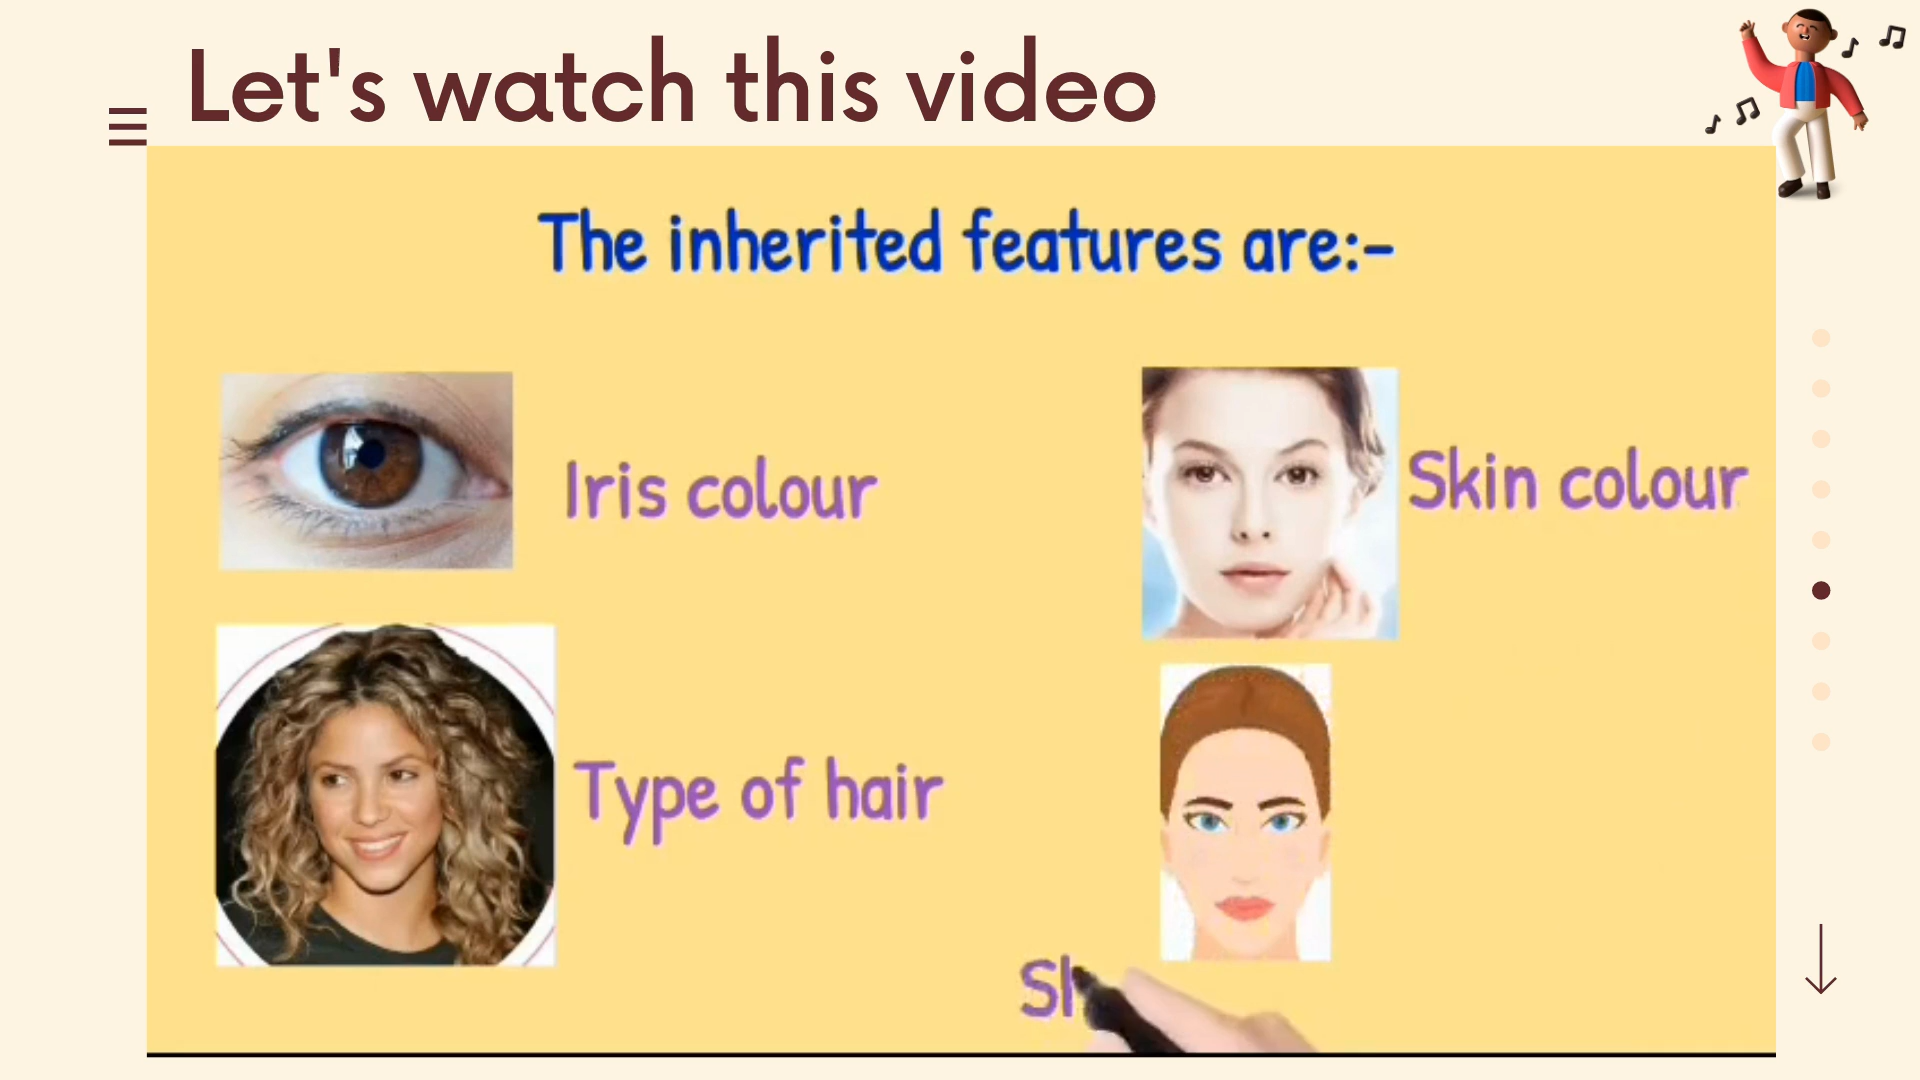 Let's watch this video
The inherited features are:-
Iris colour
Skin colour
Type of hair